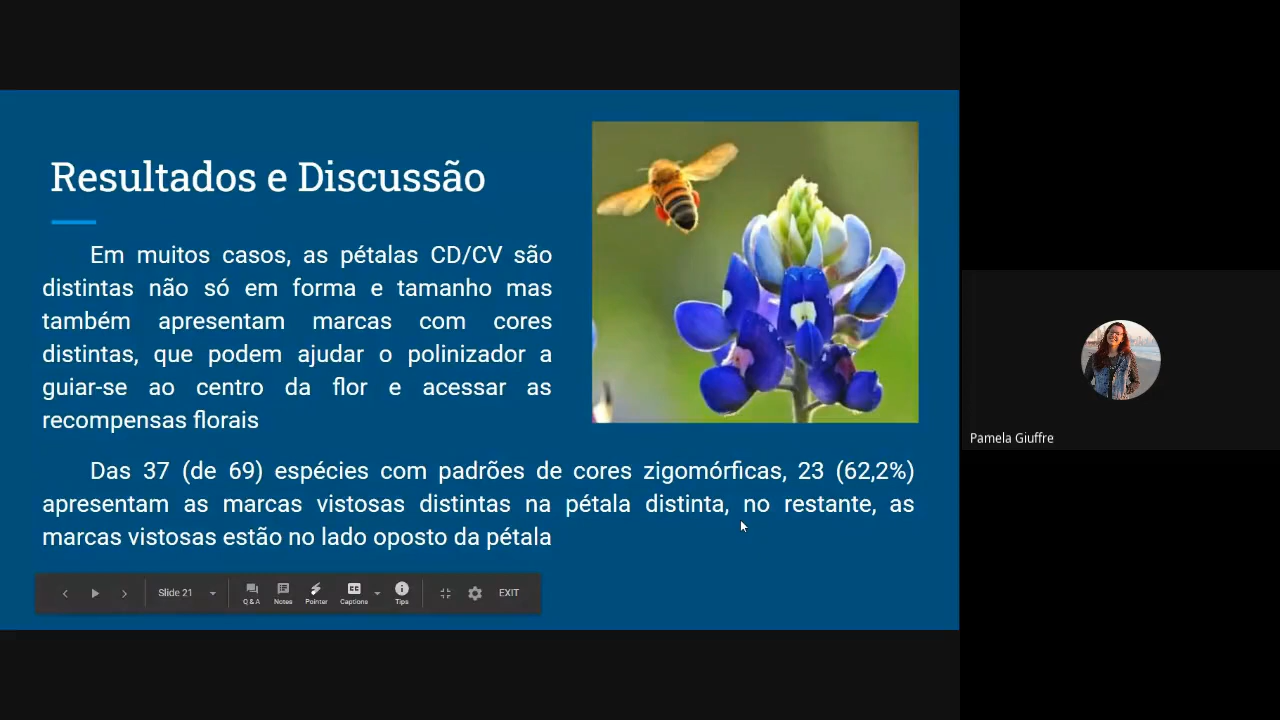 Resultados e Discussão
Em muitos casos, as pétalas CD/CV são
distintas não só em forma e tamanho mas
também apresentam marcas com cores
distintas, que podem ajudar o polinizador a
guiar-se ao centro da flor e acessar as
recompensas florais
Das 37 (de 69) espécies com padrões de cores zigomórficas, 23 (62,2%)
apresentam as marcas vistosas distintas na pétala distinta, no restante, as
marcas vistosas estão no lado oposto da pétala
Slide 21
Q & A
Notes
Pointer
Captions
Tips
EXIT
Pamela Giuffre